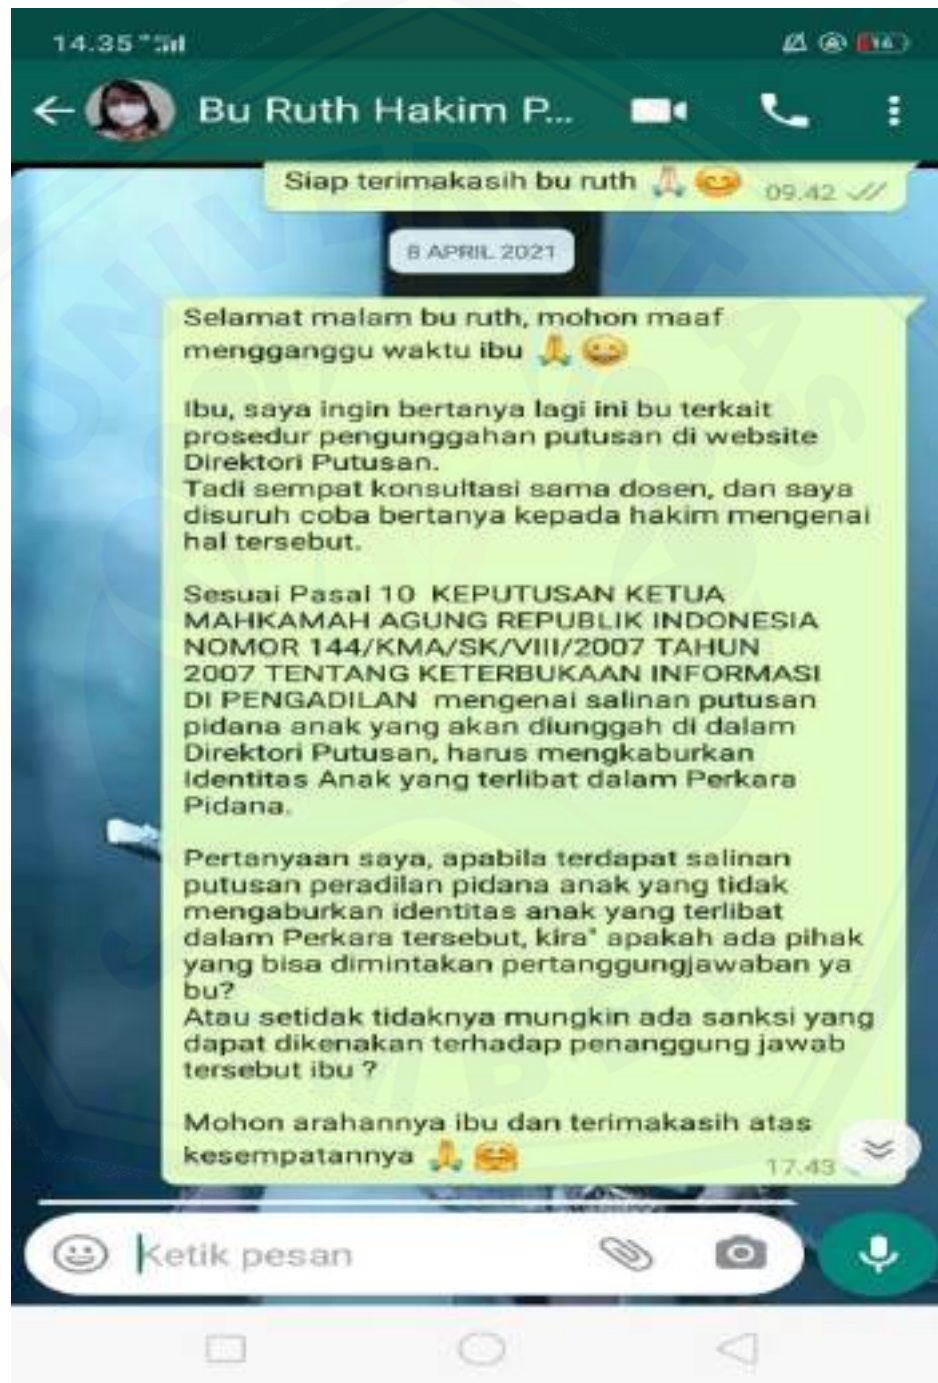 14.35
Bu Ruth Hakim P...
Siap terimakasih bu ruth 🙏 😊 09.42
8 APRIL 2021
Selamat malam bu ruth, mohon maaf
mengganggu waktu ibu 🙏 😀
Ibu, saya ingin bertanya lagi ini bu terkait
prosedur pengunggahan putusan di website
Direktori Putusan.
Tadi sempat konsultasi sama dosen, dan saya
disuruh coba bertanya kepada hakim mengenai
hal tersebut.
Sesuai Pasal 10 KEPUTUSAN KETUA
MAHKAMAH AGUNG REPUBLIK INDONESIA
NOMOR 144/KMA/SK/VIII/2007 TAHUN
2007 TENTANG KETERBUKAAN INFORMASI
DI PENGADILAN mengenai salinan putusan
pidana anak yang akan diunggah di dalam
Direktori Putusan, harus mengkaburkan
Identitas Anak yang terlibat dalam Perkara
Pidana.
Pertanyaan saya, apabila terdapat salinan
putusan peradilan pidana anak yang tidak
mengaburkan identitas anak yang terlibat
dalam Perkara tersebut, kira" apakah ada pihak
yang bisa dimintakan pertanggungjawaban ya
bu?
Atau setidak tidaknya mungkin ada sanksi yang
dapat dikenakan terhadap penanggung jawab
tersebut ibu ?
Mohon arahannya ibu dan terimakasih atas
kesempatannya 🙏 🤗
17.43
Ketik pesan
UNIVERSITAS
JEMBER